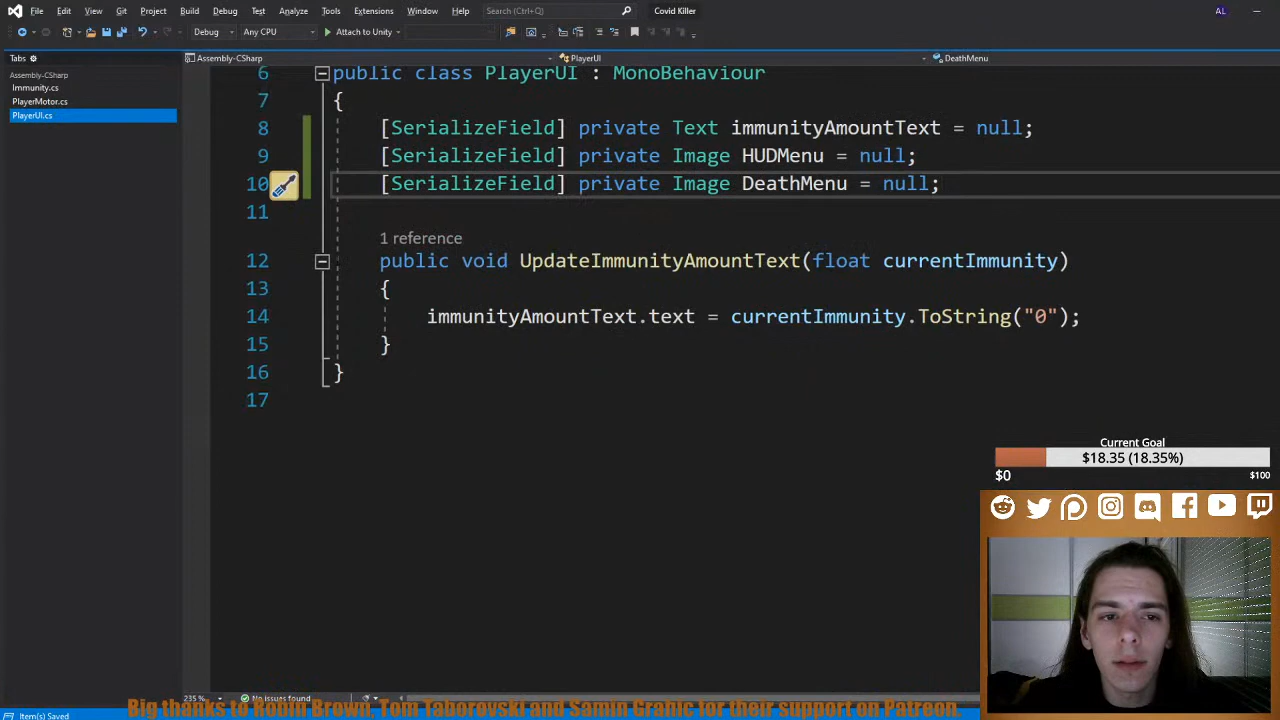 File Edit View Git Project Build Debug Test Analyze Tools Extensions Window Help Search (Ctrl+Q) Covid Killer AL
Debug Any CPU Attach to Unity
Tabs
Assembly-CSharp
Immunity.cs
PlayerMotor.cs
PlayerUI.cs
Assembly-CSharp PlayerUI DeathMenu
6 public class PlayerUI : MonoBehaviour
7 {
8 [SerializeField] private Text immunityAmountText = null;
9 [SerializeField] private Image HUDMenu = null;
10 [SerializeField] private Image DeathMenu = null;
11
1 reference
12 public void UpdateImmunityAmountText(float currentImmunity)
13 {
14 immunityAmountText.text = currentImmunity.ToString("0");
15 }
16 }
17
Current Goal
$18.35 (18.35%)
$0 $100
235 % No issues found
Big thanks to Robin Brown, Tom Taborovski and Samin Grahic for their support on Patreon.
Item(s) Saved